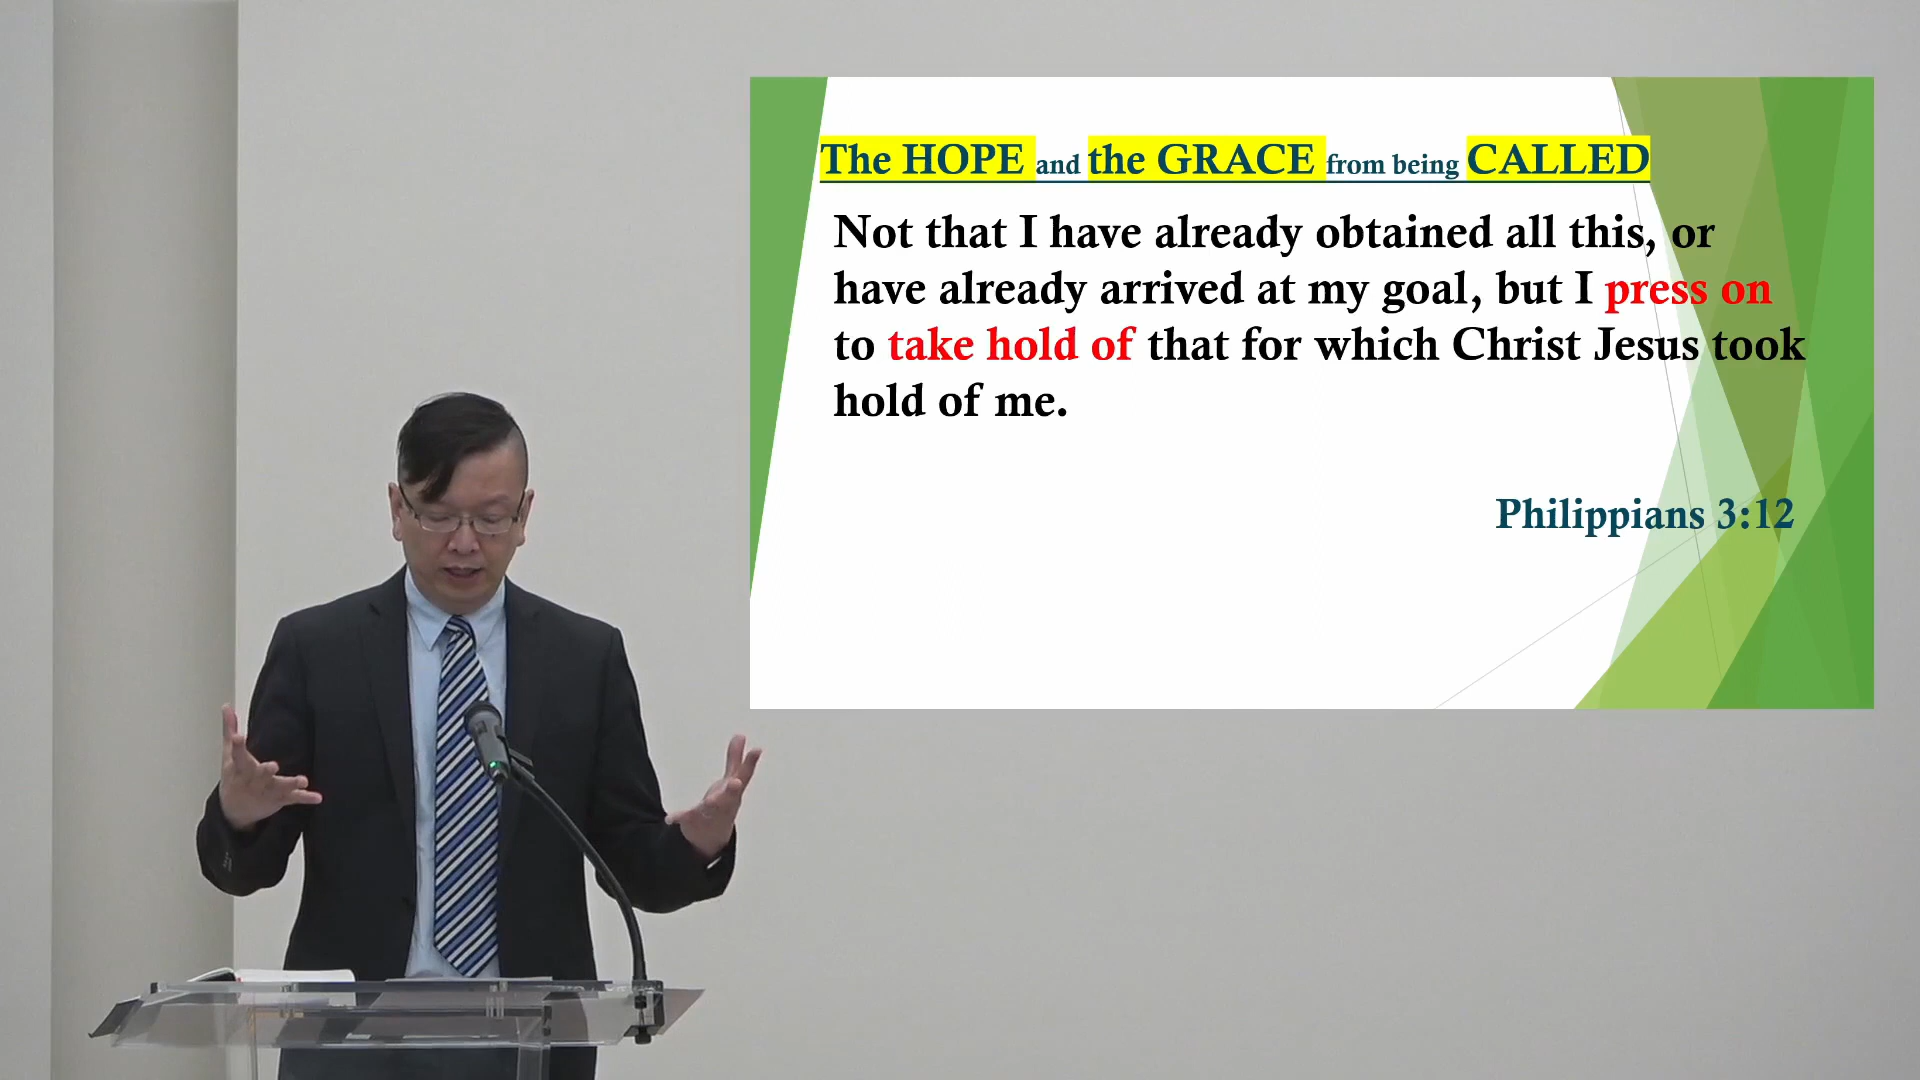 The HOPE and the GRACE from being CALLED
Not that I have already obtained all this, or
have already arrived at my goal, but I press on
to take hold of that for which Christ Jesus took
hold of me.
Philippians 3:12